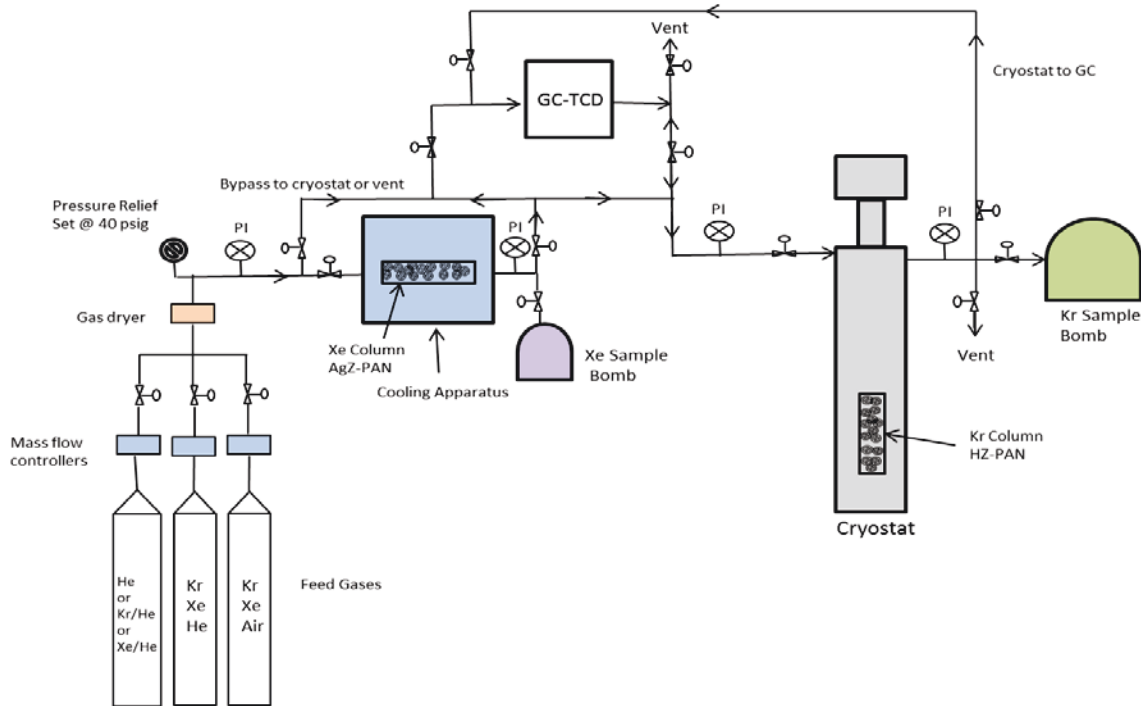 Vent
Cryostat to GC
GC-TCD
Bypass to cryostat or vent
Pressure Relief
Set @ 40 psig
PI
PI
PI
PI
Gas dryer
Xe Column
AgZ-PAN
Cooling Apparatus
Xe Sample
Bomb
Kr Sample
Bomb
Vent
Mass flow
controllers
Kr Column
HZ-PAN
Cryostat
He
or
Kr/He
or
Xe/He
Kr
Xe
He
Kr
Xe
Air
Feed Gases